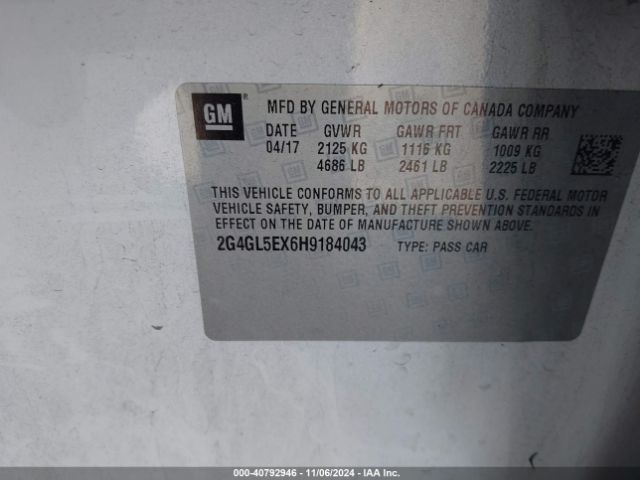 GM ®
MFD BY GENERAL MOTORS OF CANADA COMPANY
DATE GVWR GAWR FRT GAWR RR
04/17 2125 KG 1116 KG 1009 KG
4686 LB 2461 LB 2225 LB
THIS VEHICLE CONFORMS TO ALL APPLICABLE U.S. FEDERAL MOTOR
VEHICLE SAFETY, BUMPER, AND THEFT PREVENTION STANDARDS IN
EFFECT ON THE DATE OF MANUFACTURE SHOWN ABOVE.
2G4GL5EX6H9184043 TYPE: PASS CAR
000-40792946 - 11/06/2024 - IAA Inc.